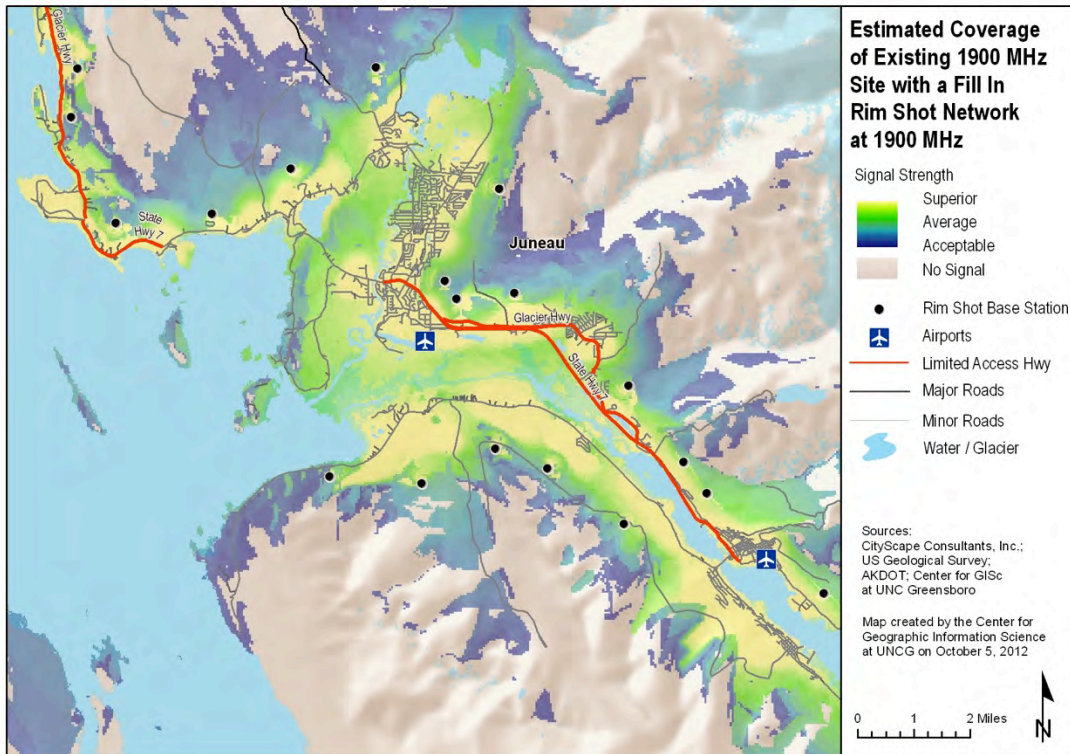 Glacier Hwy
State
Hwy 7
Juneau
Glacier Hwy
State Hwy 7
Estimated Coverage
of Existing 1900 MHz
Site with a Fill In
Rim Shot Network
at 1900 MHz
Signal Strength
Superior
Average
Acceptable
No Signal
Rim Shot Base Station
Airports
Limited Access Hwy
Major Roads
Minor Roads
Water / Glacier
Sources:
CityScape Consultants, Inc.;
US Geological Survey;
AKDOT; Center for GISc
at UNC Greensboro
Map created by the Center for
Geographic Information Science
at UNCG on October 5, 2012
0 1 2 Miles
N